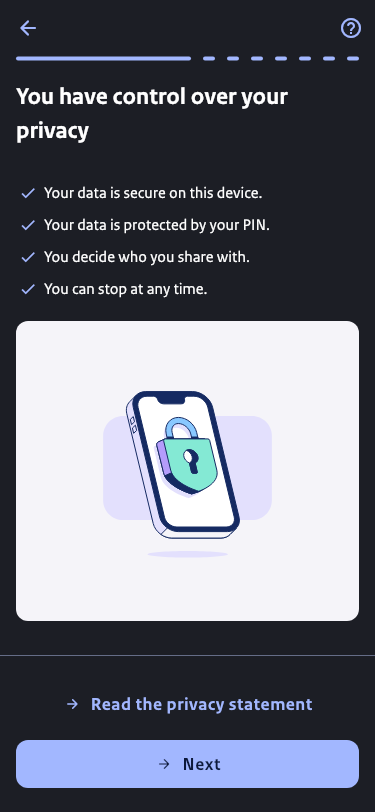 You have control over your
privacy
Your data is secure on this device.
Your data is protected by your PIN.
You decide who you share with.
You can stop at any time.
Read the privacy statement
Next